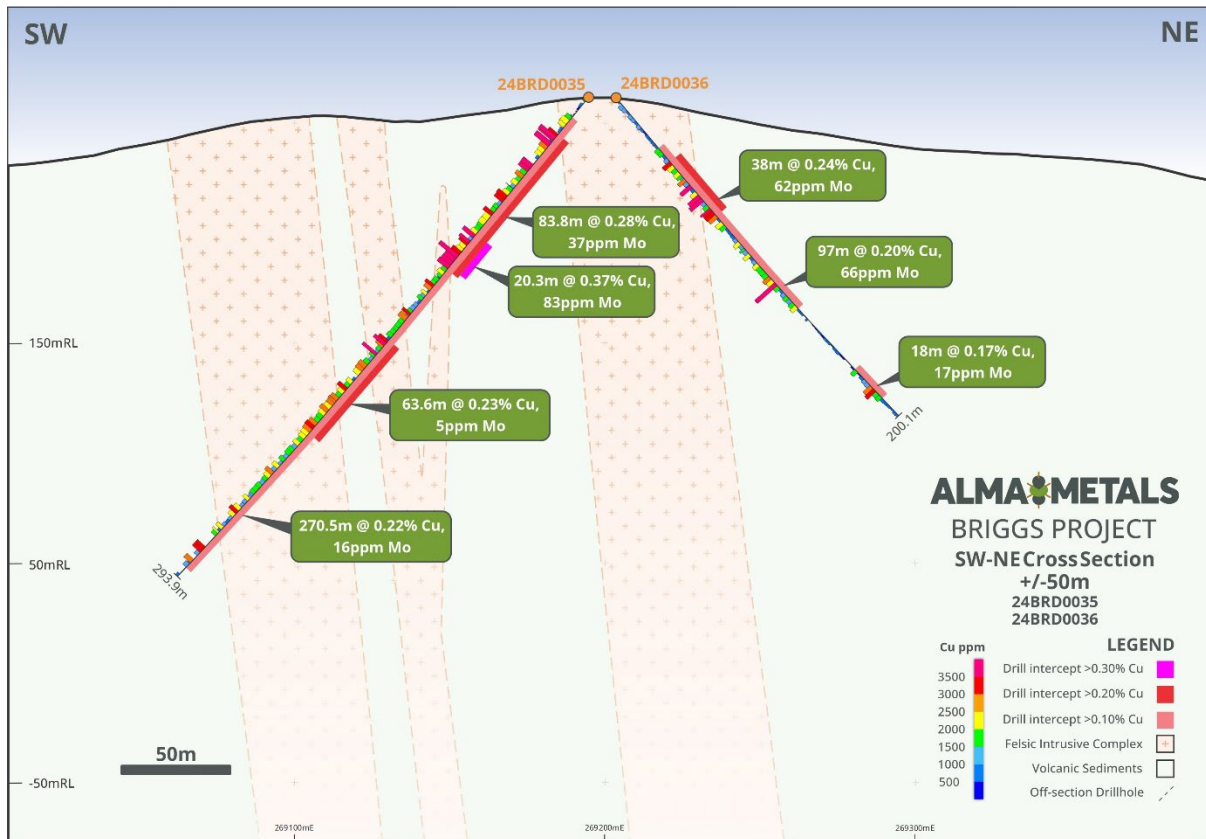 SW
NE
24BRD0035
24BRD0036
38m @ 0.24% Cu,
62ppm Mo
83.8m @ 0.28% Cu,
37ppm Mo
97m @ 0.20% Cu,
66ppm Mo
20.3m @ 0.37% Cu,
83ppm Mo
150mRL
18m @ 0.17% Cu,
17ppm Mo
63.6m @ 0.23% Cu,
5ppm Mo
200.1m
270.5m @ 0.22% Cu,
16ppm Mo
50mRL
293.9m
ALMA METALS
BRIGGS PROJECT
SW-NE Cross Section
+/-50m
24BRD0035
24BRD0036
Cu ppm
3500
3000
2500
2000
1500
1000
500
LEGEND
Drill intercept >0.30% Cu
Drill intercept >0.20% Cu
Drill intercept >0.10% Cu
Felsic Intrusive Complex
Volcanic Sediments
Off-section Drillhole
50m
-50mRL
269100mE
269200mE
269300mE